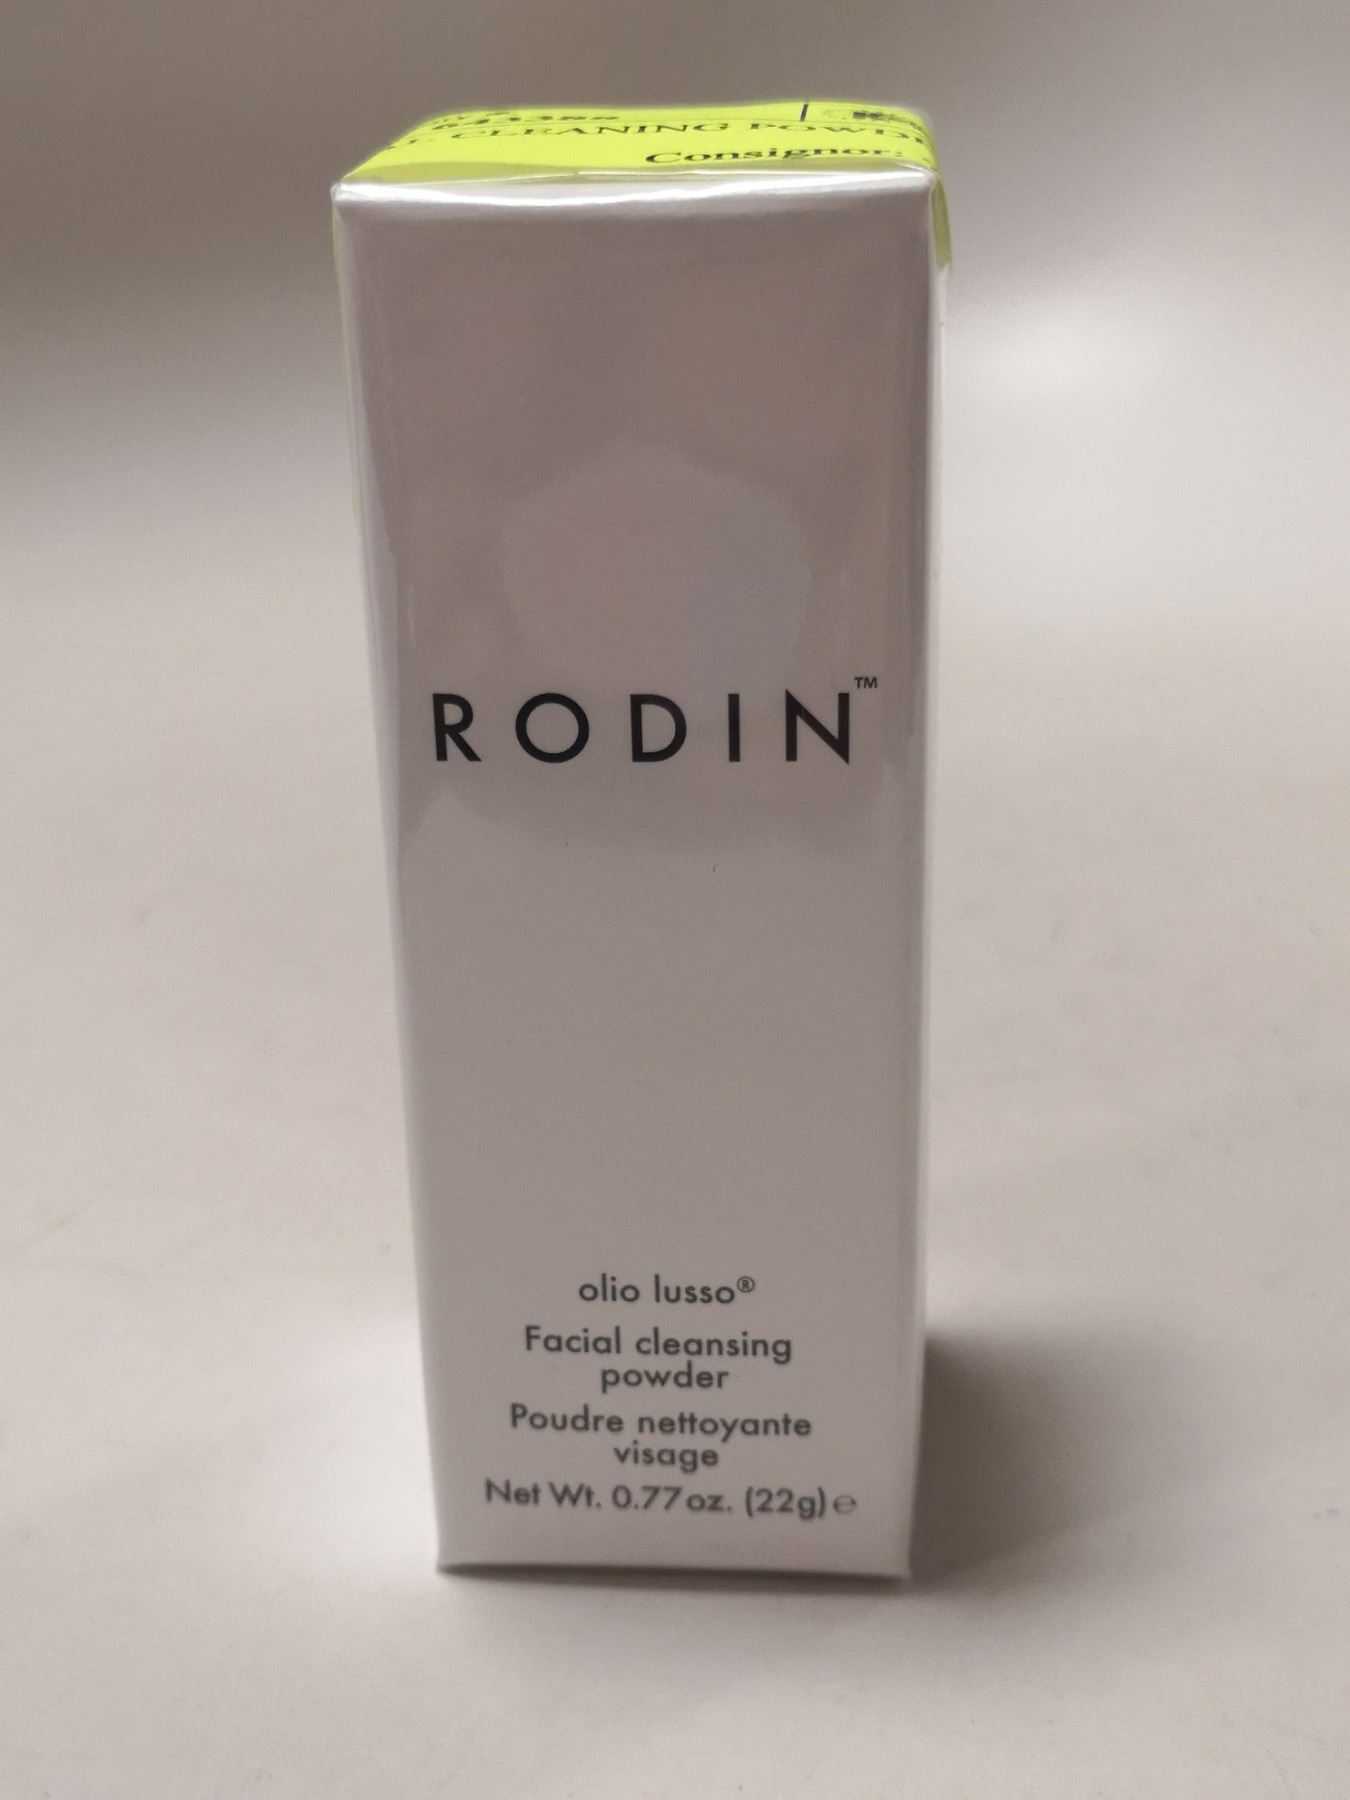 CLEANING POWD
Consignor:
RODIN™
olio lusso®
Facial cleansing
powder
Poudre nettoyante
visage
Net Wt. 0.77 oz. (22g) ℮